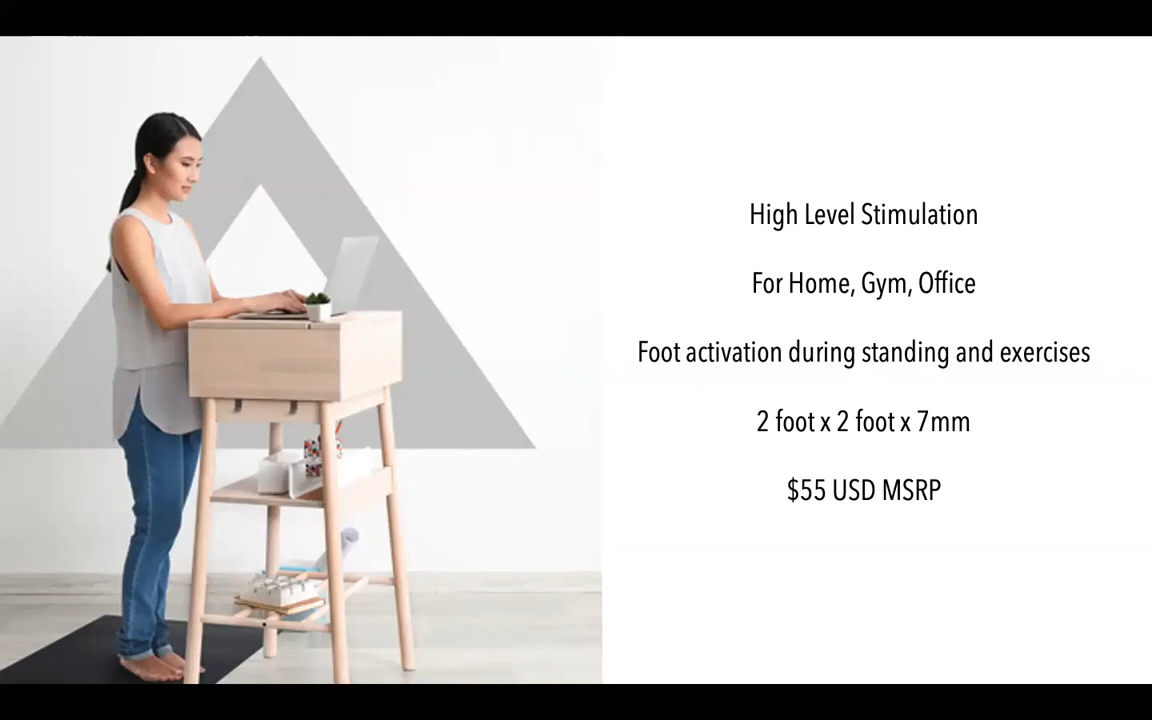 High Level Stimulation
For Home, Gym, Office
Foot activation during standing and exercises
2 foot x 2 foot x 7mm
$55 USD MSRP